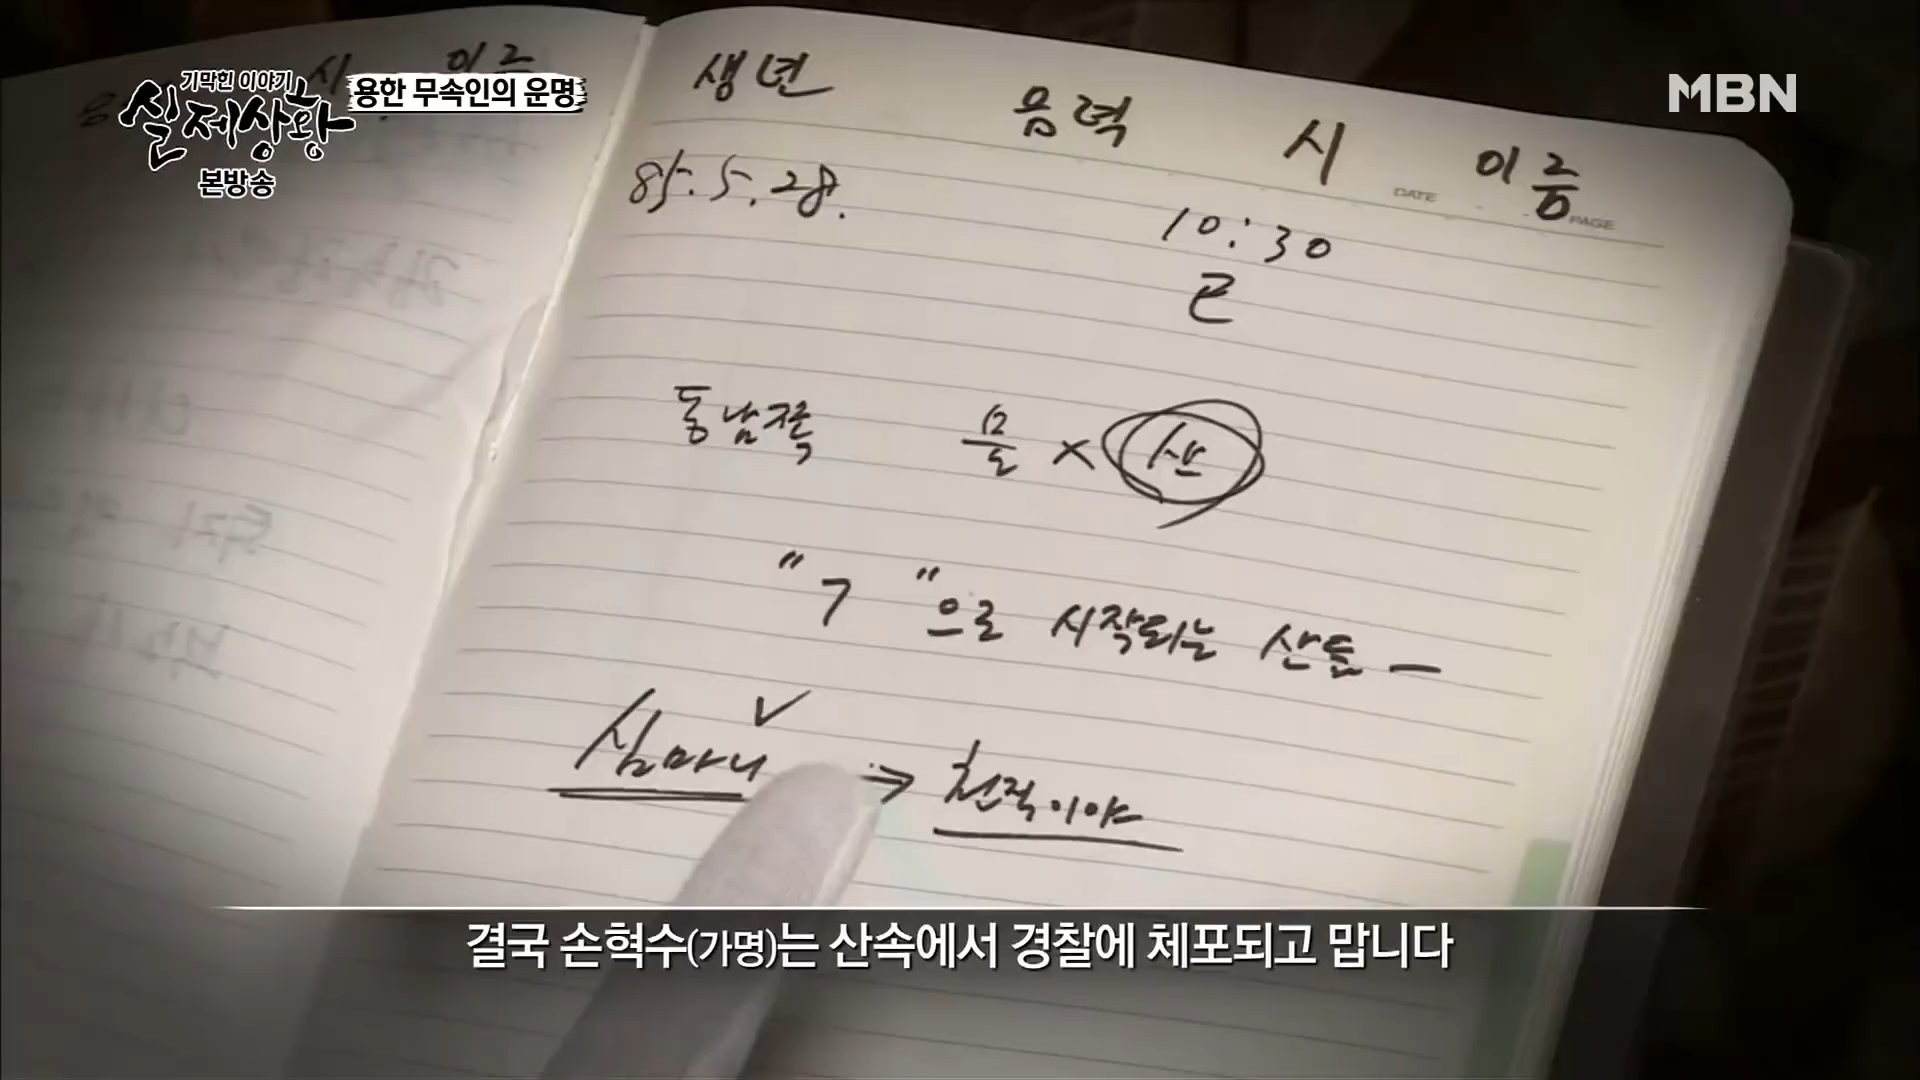 기막힌 이야기
실제상황
본방송
용한 무속인의 운명
MBN
시 이름
생년 음력 시 이름
DATE PAGE
85.5.28. 10:30
동남쪽 물 × 산
"ㄱ"으로 시작되는 산들 —
심마니 → 천적이야
결국 손혁수(가명)는 산속에서 경찰에 체포되고 맙니다